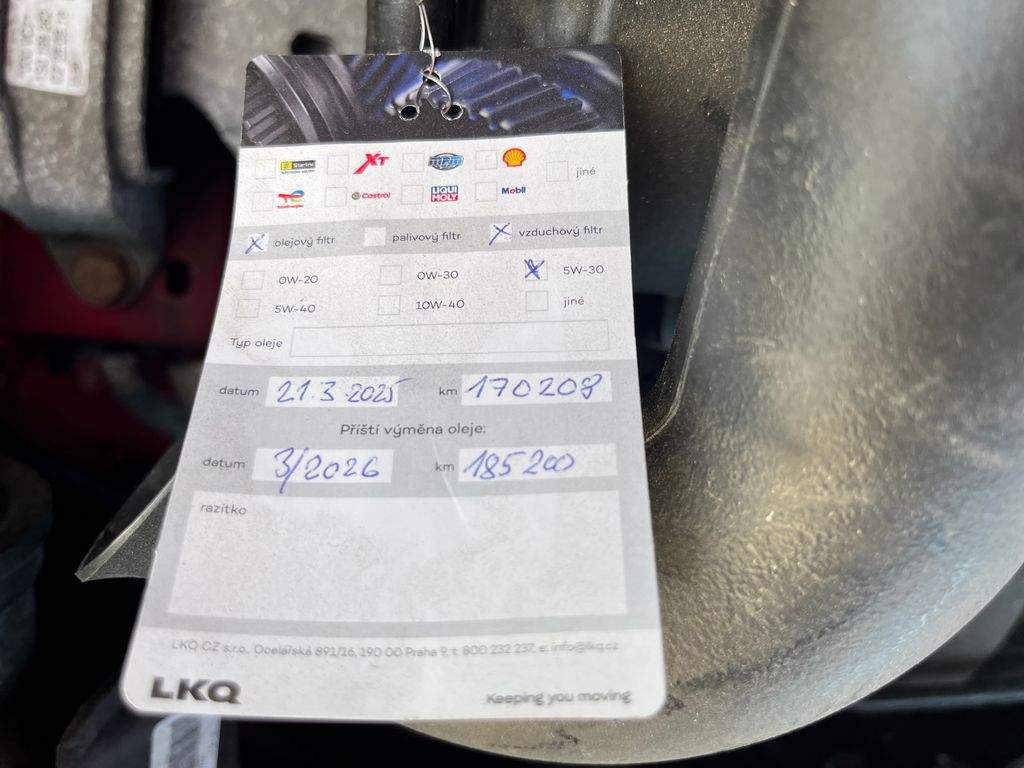 Starline XT MPM Shell jiné
TotalEnergies Castrol LIQUI MOLY Mobil
olejový filtr palivový filtr vzduchový filtr
0W-20 0W-30 5W-30
5W-40 10W-40 jiné
Typ oleje
datum 21.3.2025 km 170208
Příští výměna oleje:
datum 3/2026 km 185200
razítko
LKQ CZ s.r.o., Ocelářská 891/16, 190 00 Praha 9, t: 800 232 237, e: info@lkq.cz
LKQ Keeping you moving